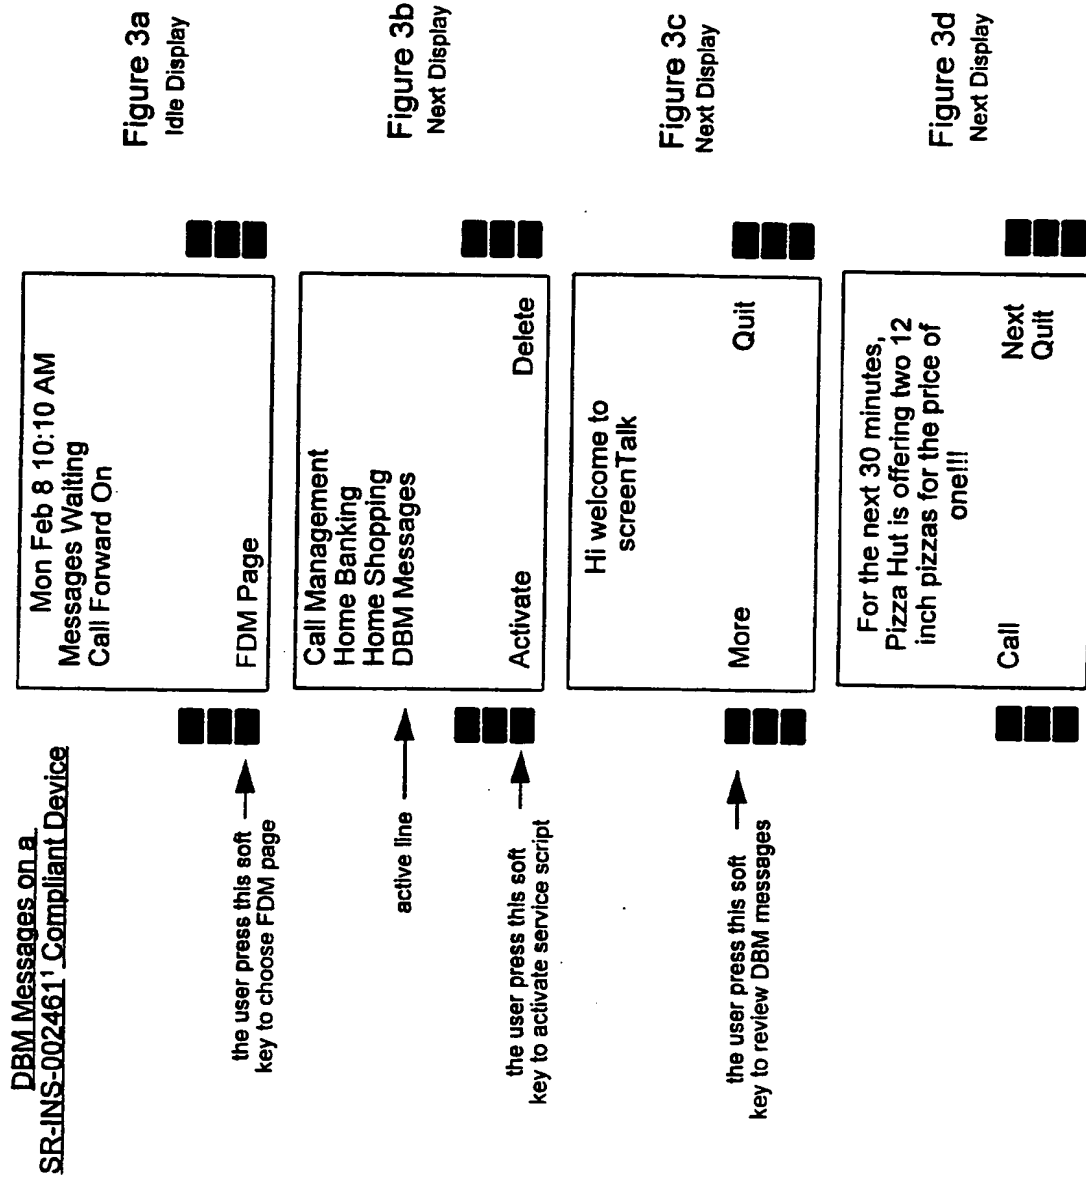 DBM Messages on a
SR-INS-002461¹ Compliant Device
Mon Feb 8 10:10 AM
Messages Waiting
Call Forward On
FDM Page
the user press this soft
key to choose FDM page
Figure 3a
Idle Display
Call Management
Home Banking
Home Shopping
DBM Messages
Activate Delete
active line
the user press this soft
key to activate service script
Figure 3b
Next Display
Hi welcome to
screenTalk
More Quit
the user press this soft
key to review DBM messages
Figure 3c
Next Display
For the next 30 minutes,
Pizza Hut is offering two 12
inch pizzas for the price of
one!!!
Call Next
Quit
Figure 3d
Next Display